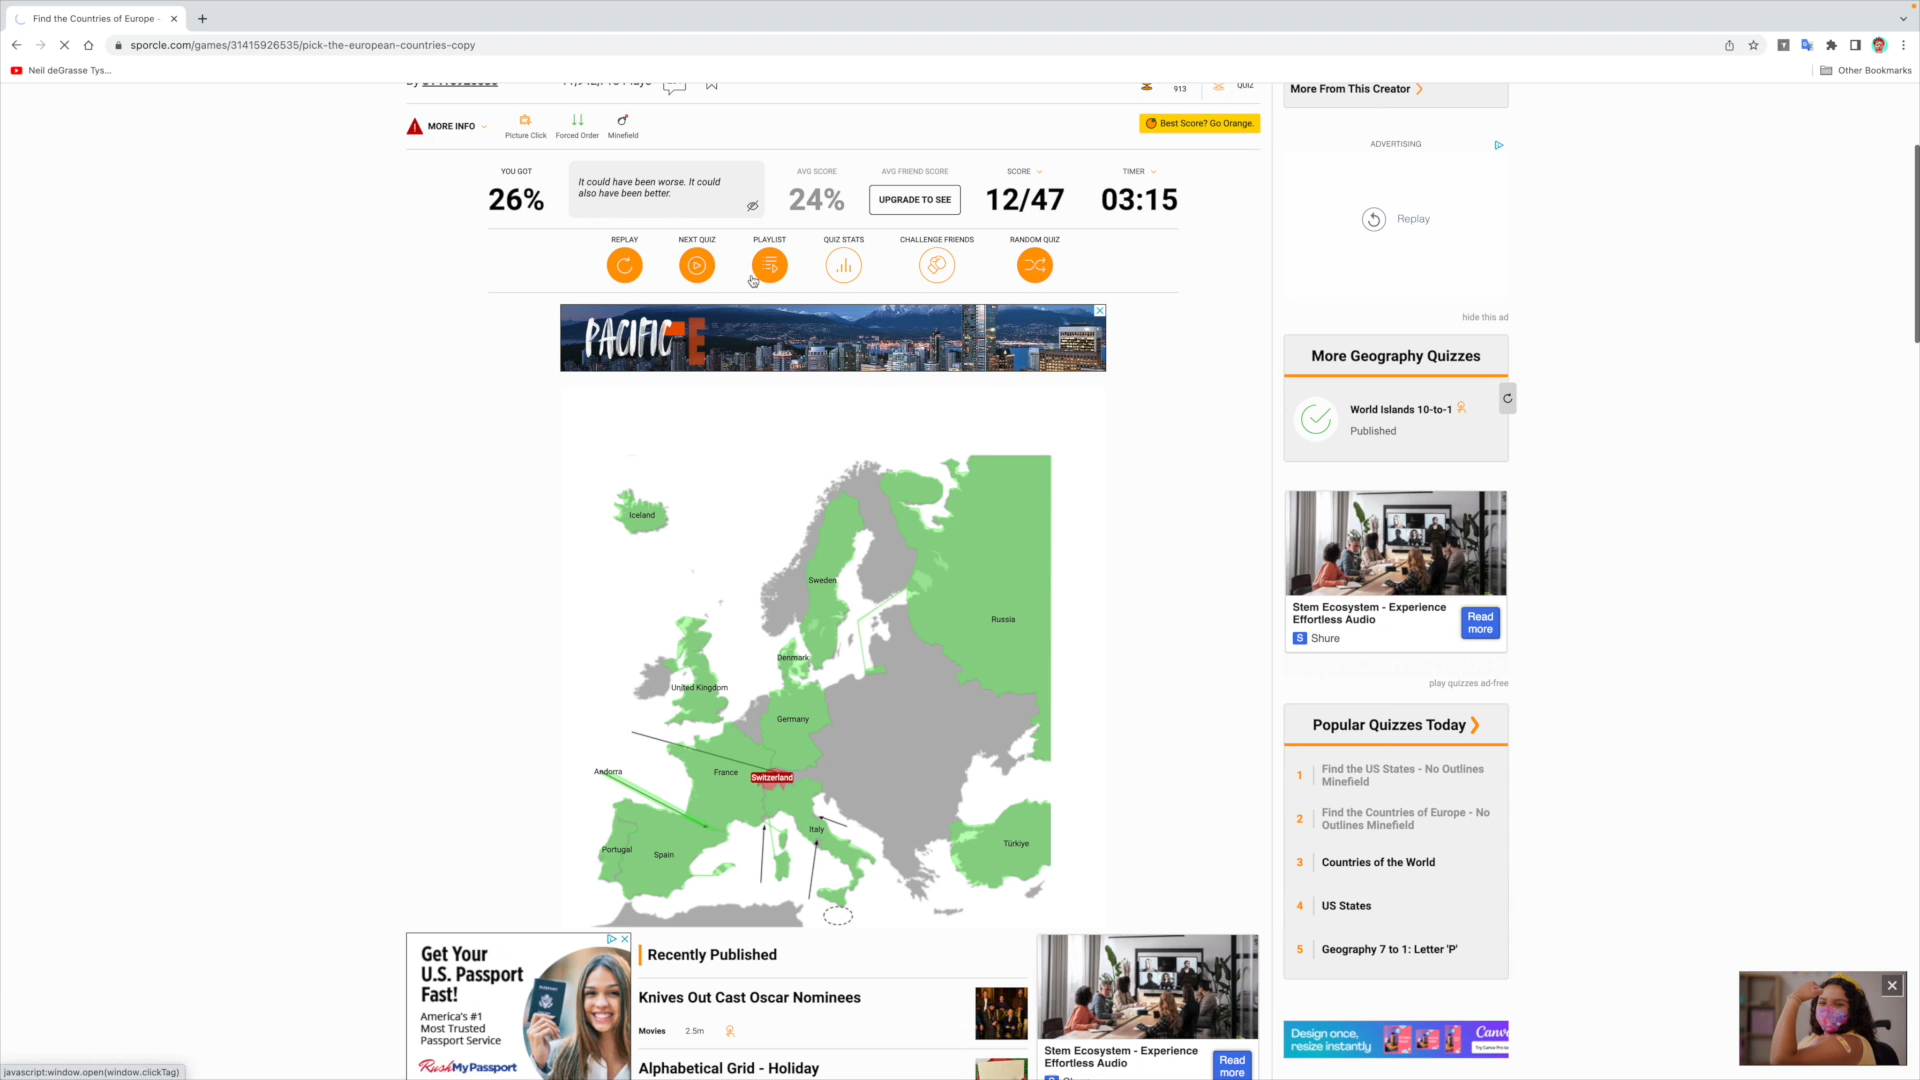 Find the Countries of Europe -
sporcle.com/games/31415926535/pick-the-european-countries-copy
Neil deGrasse Tys...
Other Bookmarks
913
QUIZ
More From This Creator
MORE INFO
Picture Click
Forced Order
Minefield
Best Score? Go Orange.
ADVERTISING
YOU GOT
26%
It could have been worse. It could
also have been better.
AVG SCORE
24%
AVG FRIEND SCORE
UPGRADE TO SEE
SCORE
12/47
TIMER
03:15
Replay
REPLAY
NEXT QUIZ
PLAYLIST
QUIZ STATS
CHALLENGE FRIENDS
RANDOM QUIZ
PACIFIC
hide this ad
More Geography Quizzes
World Islands 10-to-1
Published
Iceland
Sweden
Russia
Denmark
United Kingdom
Germany
Andorra
France
Switzerland
Italy
Portugal
Spain
Türkiye
Stem Ecosystem - Experience
Effortless Audio
S Shure
Read
more
play quizzes ad-free
Popular Quizzes Today
1 Find the US States - No Outlines
Minefield
2 Find the Countries of Europe - No
Outlines Minefield
3 Countries of the World
4 US States
5 Geography 7 to 1: Letter 'P'
Get Your
U.S. Passport
Fast!
America's #1
Most Trusted
Passport Service
RushMyPassport
Recently Published
Knives Out Cast Oscar Nominees
Movies 2.5m
Alphabetical Grid - Holiday
Stem Ecosystem - Experience
Effortless Audio
Read
more
Design once,
resize instantly
Canva
javascript:window.open(window.clickTag)